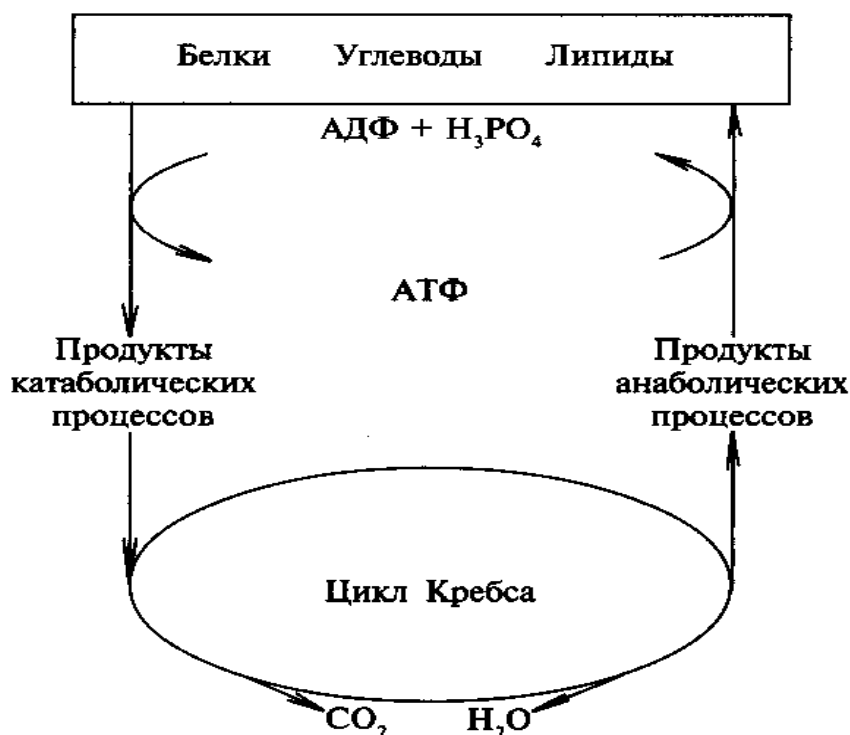 Белки Углеводы Липиды
АДФ + H₃PO₄
АТФ
Продукты
катаболических
процессов
Продукты
анаболических
процессов
Цикл Кребса
CO₂ H₂O